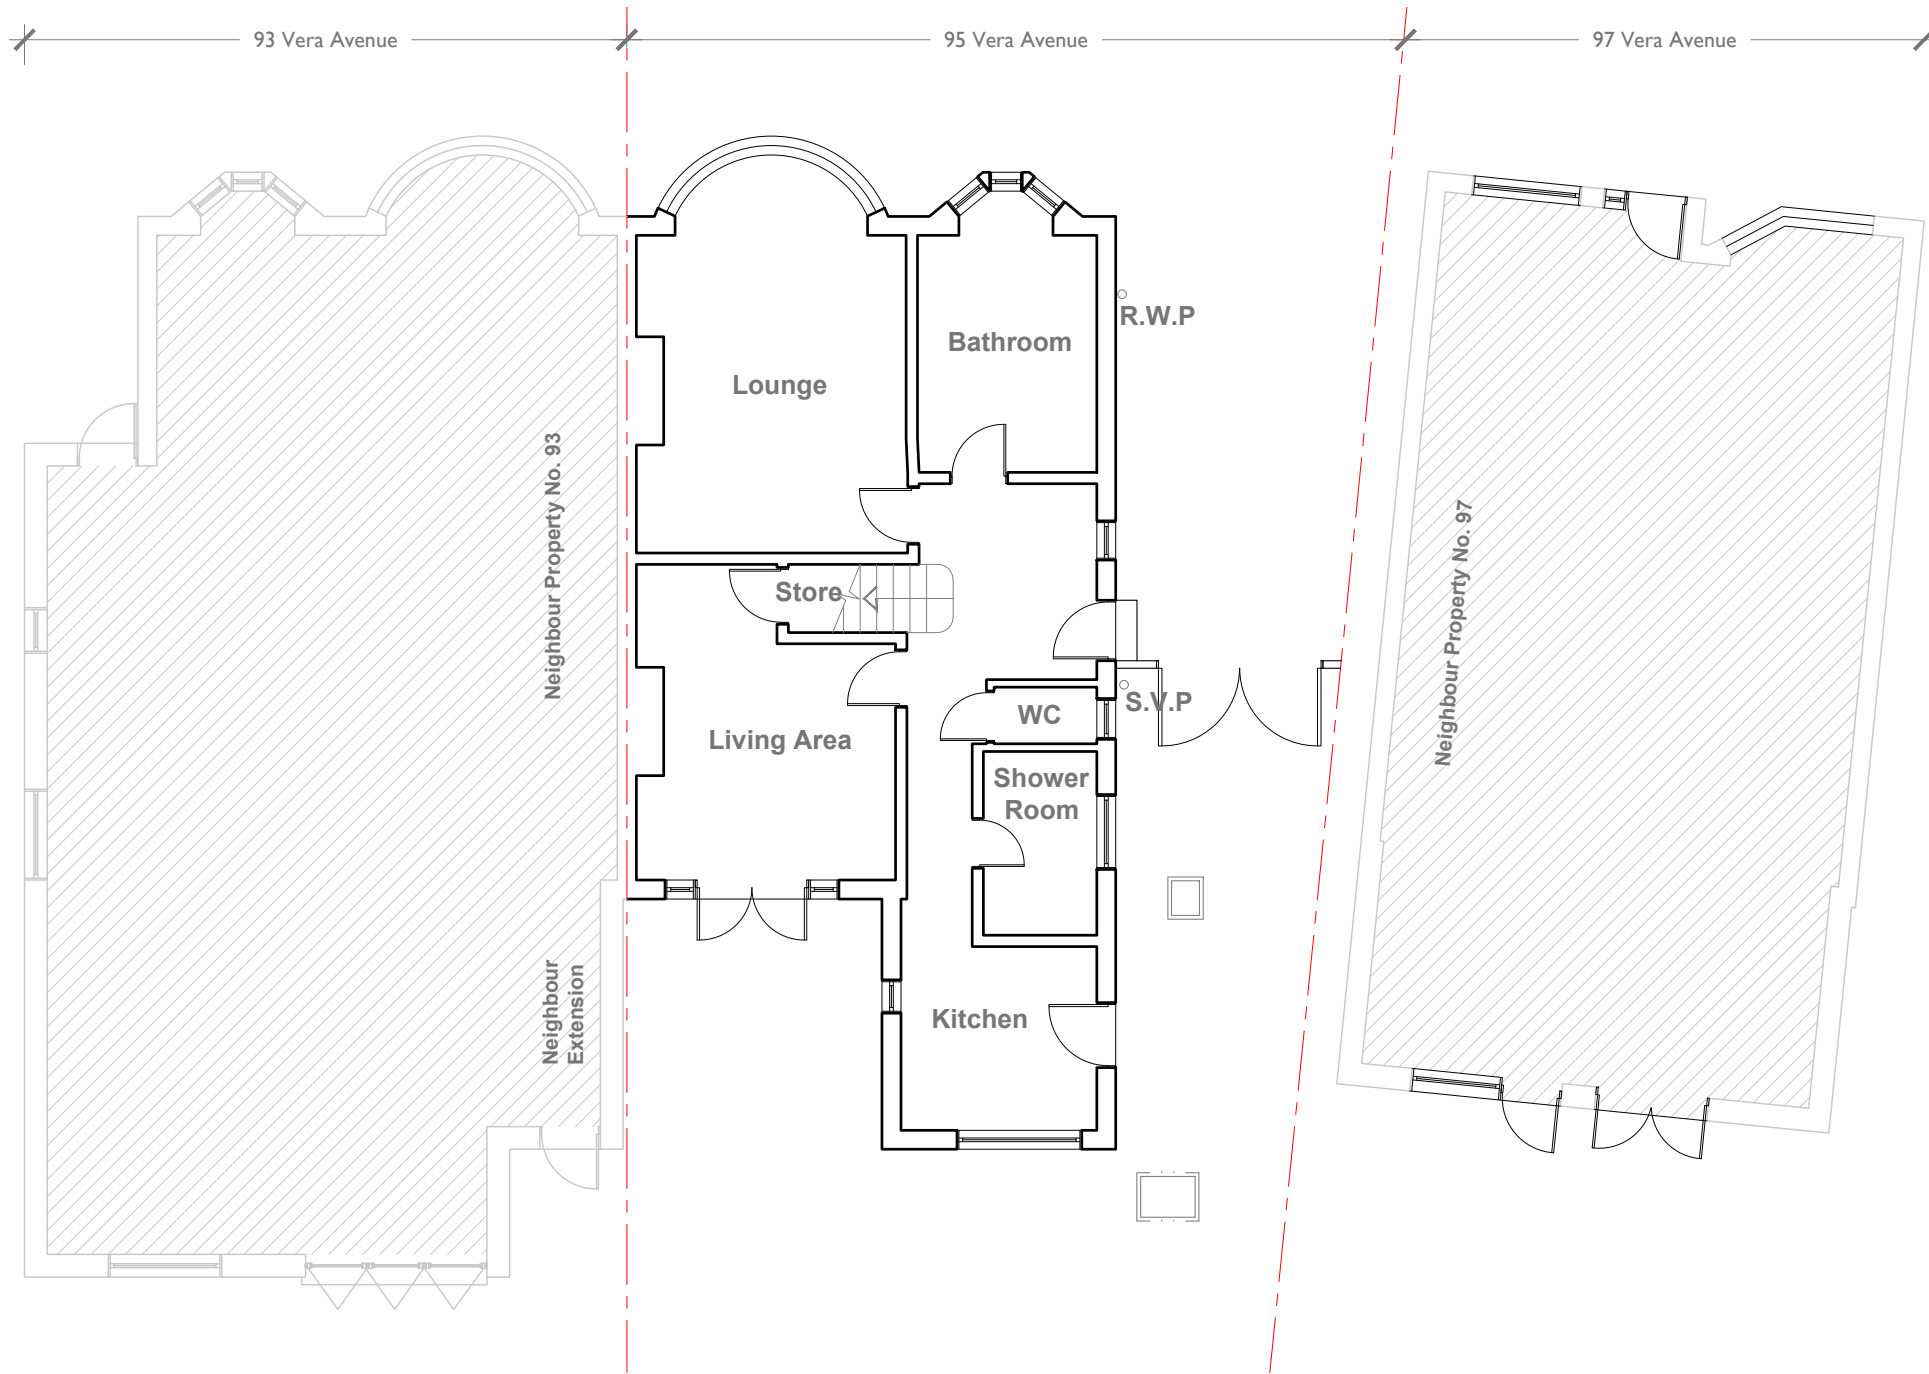 93 Vera Avenue
95 Vera Avenue
97 Vera Avenue
R.W.P
Bathroom
Lounge
Neighbour Property No. 93
Neighbour Property No. 97
Store
S.V.P
WC
Living Area
Shower
Room
Neighbour
Extension
Kitchen